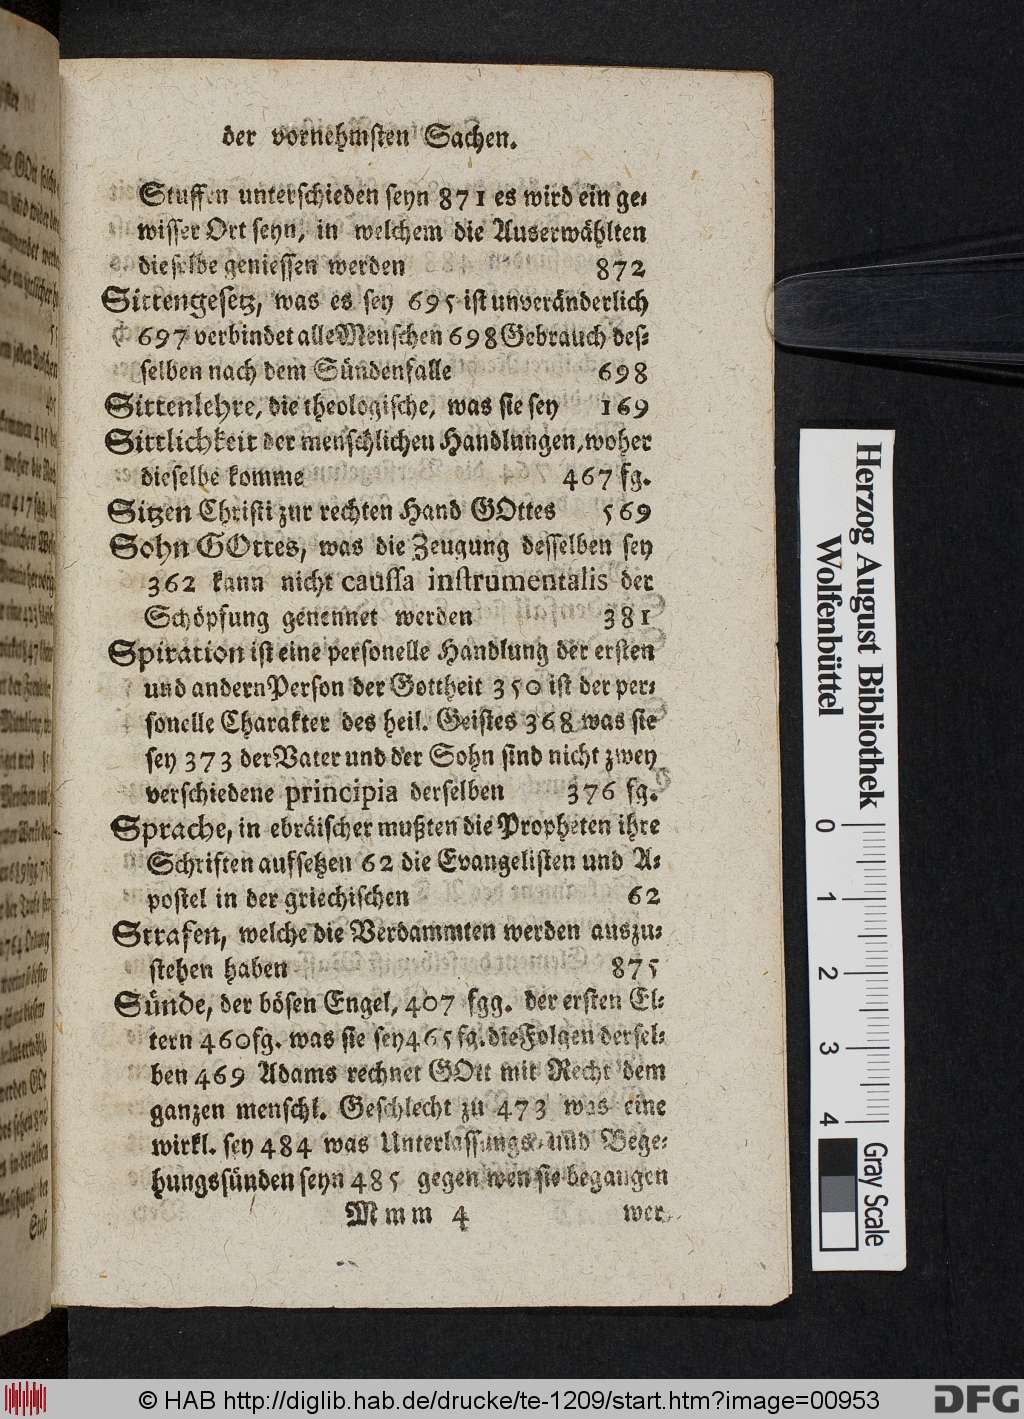 der vornehmsten Sachen.
Stuffen unterschieden seyn 871 es wird ein ge⸗
wisser Ort seyn, in welchem die Auserwählten
dieselbe geniessen werden 872
Sittengesetz, was es sey 695 ist unveränderlich
697 verbindet alle Menschen 698 Gebrauch des⸗
selben nach dem Sündenfalle 698
Sittenlehre, die theologische, was sie sey 169
Sittlichkeit der menschlichen Handlungen, woher
dieselbe komme 467 fg.
Sitzen Christi zur rechten Hand GOttes 569
Sohn GOttes, was die Zeugung desselben sey
362 kann nicht caussa instrumentalis der
Schöpfung genennet werden 381
Spiration ist eine personelle Handlung der ersten
und andern Person der Gottheit 350 ist der per⸗
sonelle Charakter des heil. Geistes 368 was sie
sey 373 der Vater und der Sohn sind nicht zwey
verschiedene principia derselben 376 fg.
Sprache, in ebräischer mußten die Propheten ihre
Schriften aufsetzen 62 die Evangelisten und A⸗
postel in der griechischen 62
Strafen, welche die Verdammten werden auszu⸗
stehen haben 875
Sünde, der bösen Engel, 407 fgg. der ersten El⸗
tern 460 fg. was sie sey 465 fg. die Folgen dersel⸗
ben 469 Adams rechnet GOtt mit Recht dem
ganzen menschl. Geschlecht zu 473 was eine
wirkl. sey 484 was Unterlassungs⸗ und Bege⸗
hungssünden seyn 485 gegen wen sie begangen
Mmm 4 wer
Herzog August Bibliothek
Wolfenbüttel
0 1 2 3 4
Gray Scale
© HAB http://diglib.hab.de/drucke/te-1209/start.htm?image=00953
DFG